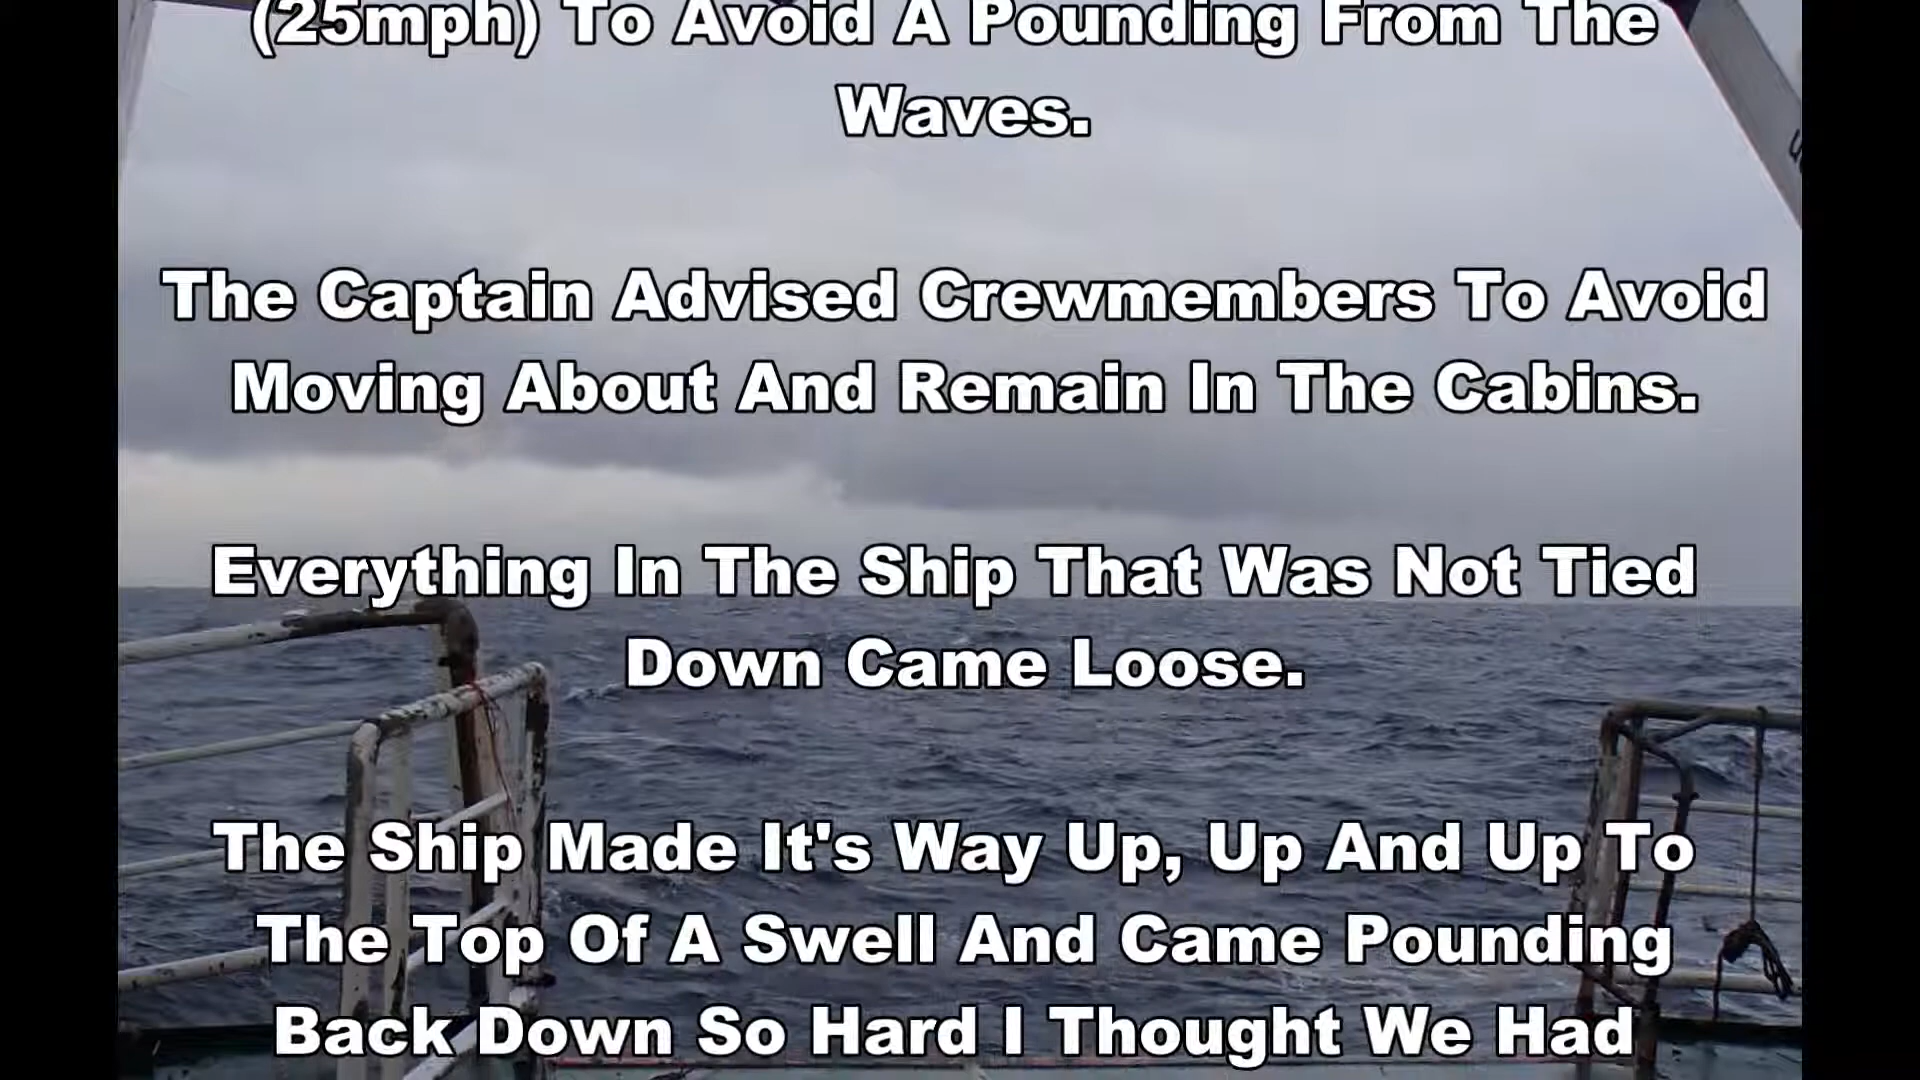 (25mph) To Avoid A Pounding From The
Waves.
The Captain Advised Crewmembers To Avoid
Moving About And Remain In The Cabins.
Everything In The Ship That Was Not Tied
Down Came Loose.
The Ship Made It's Way Up, Up And Up To
The Top Of A Swell And Came Pounding
Back Down So Hard I Thought We Had